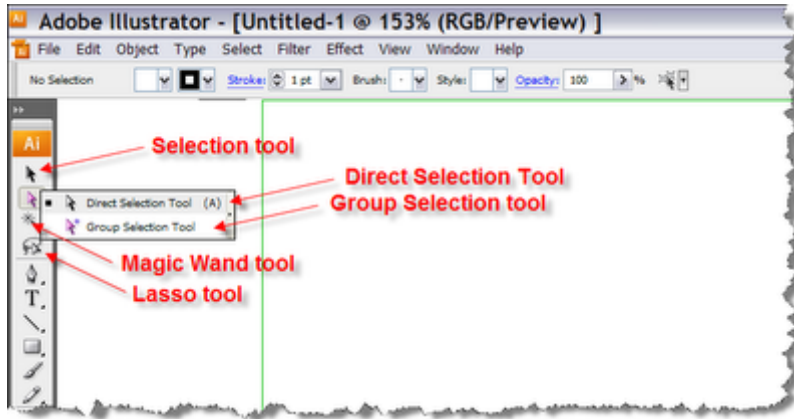 Adobe Illustrator - [Untitled-1 @ 153% (RGB/Preview) ]
File Edit Object Type Select Filter Effect View Window Help
No Selection Stroke: 1 pt Brush: Style: Opacity: 100 %
Ai
Selection tool
Direct Selection Tool
Direct Selection Tool (A)
Group Selection tool
Group Selection Tool
Magic Wand tool
Lasso tool
T